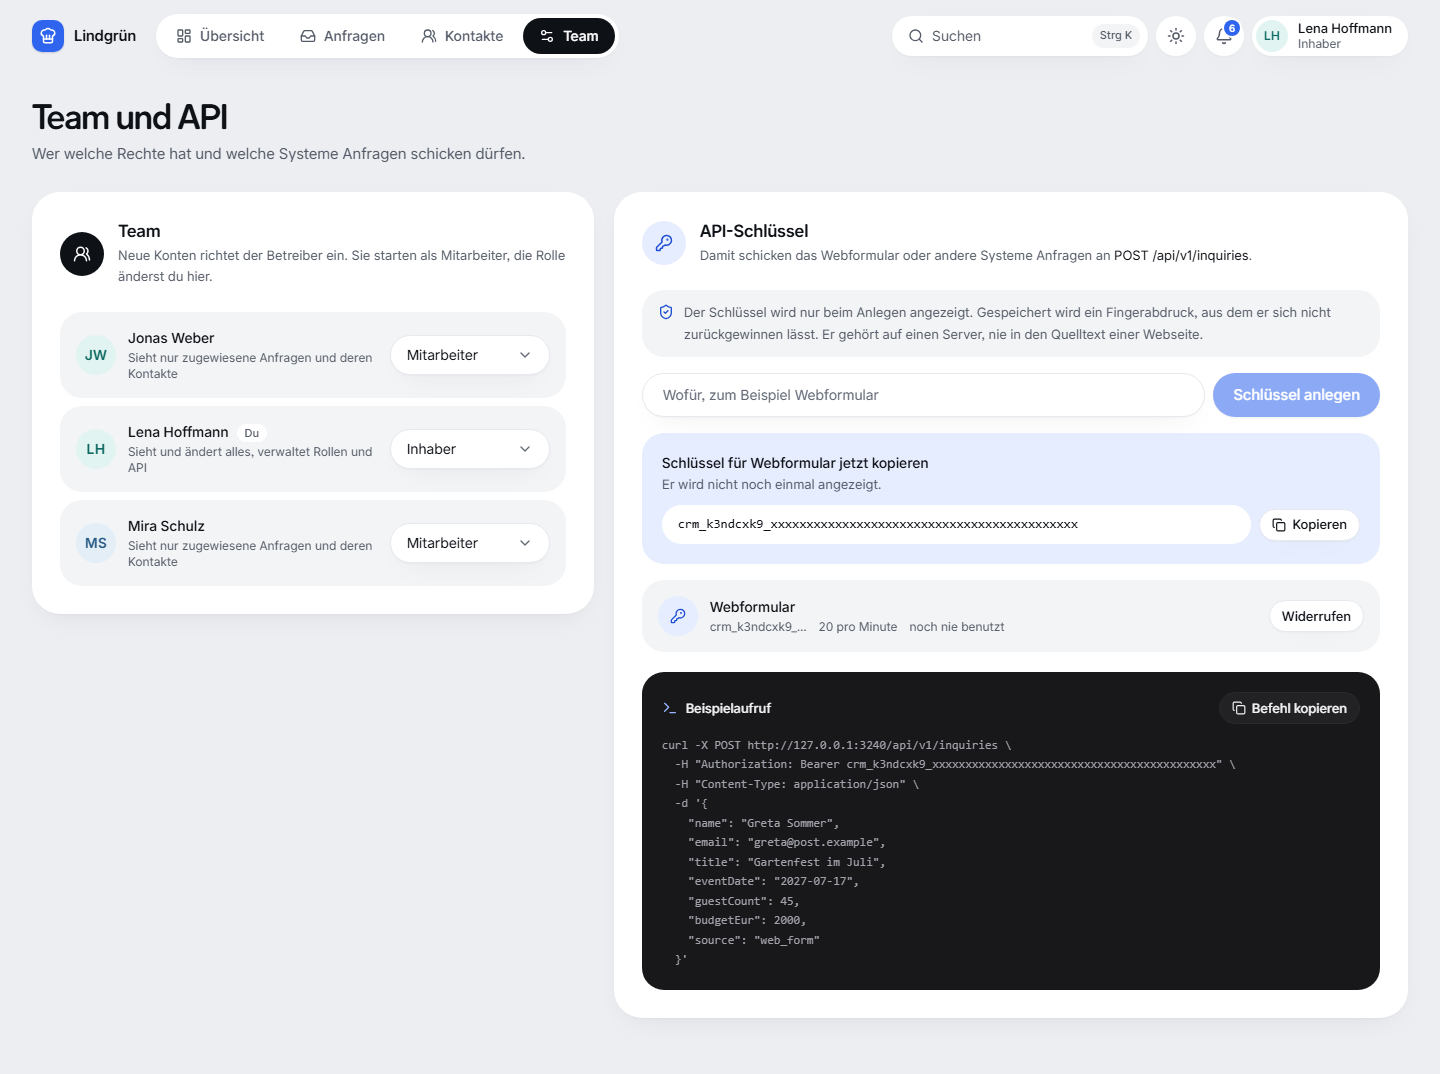 Lindgrün
Übersicht
Anfragen
Kontakte
Team
Suchen
Strg K
6
LH
Lena Hoffmann
Inhaber
Team und API
Wer welche Rechte hat und welche Systeme Anfragen schicken dürfen.
Team
Neue Konten richtet der Betreiber ein. Sie starten als Mitarbeiter, die Rolle
änderst du hier.
JW
Jonas Weber
Sieht nur zugewiesene Anfragen und deren
Kontakte
Mitarbeiter
LH
Lena Hoffmann Du
Sieht und ändert alles, verwaltet Rollen und
API
Inhaber
MS
Mira Schulz
Sieht nur zugewiesene Anfragen und deren
Kontakte
Mitarbeiter
API-Schlüssel
Damit schicken das Webformular oder andere Systeme Anfragen an POST /api/v1/inquiries.
Der Schlüssel wird nur beim Anlegen angezeigt. Gespeichert wird ein Fingerabdruck, aus dem er sich nicht
zurückgewinnen lässt. Er gehört auf einen Server, nie in den Quelltext einer Webseite.
Wofür, zum Beispiel Webformular
Schlüssel anlegen
Schlüssel für Webformular jetzt kopieren
Er wird nicht noch einmal angezeigt.
crm_k3ndcxk9_xxxxxxxxxxxxxxxxxxxxxxxxxxxxxxxxxxxxxxxxxxx
Kopieren
Webformular
crm_k3ndcxk9_... 20 pro Minute noch nie benutzt
Widerrufen
Beispielaufruf
Befehl kopieren
curl -X POST http://127.0.0.1:3240/api/v1/inquiries \
-H "Authorization: Bearer crm_k3ndcxk9_xxxxxxxxxxxxxxxxxxxxxxxxxxxxxxxxxxxxxxxxxxx" \
-H "Content-Type: application/json" \
-d '{
"name": "Greta Sommer",
"email": "greta@post.example",
"title": "Gartenfest im Juli",
"eventDate": "2027-07-17",
"guestCount": 45,
"budgetEur": 2000,
"source": "web_form"
}'